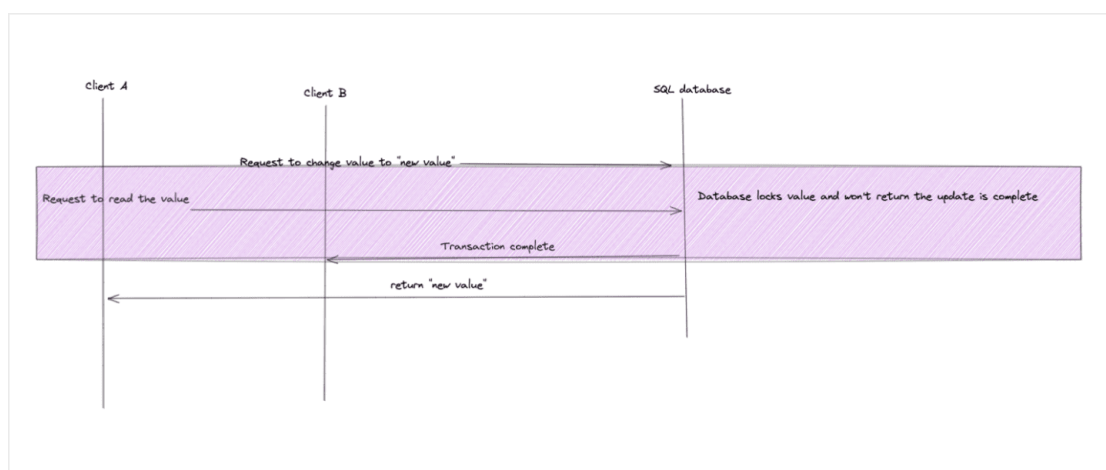 Client A
Client B
SQL database
Request to change value to "new value"
Request to read the value
Database locks value and won't return the update is complete
Transaction complete
return "new value"